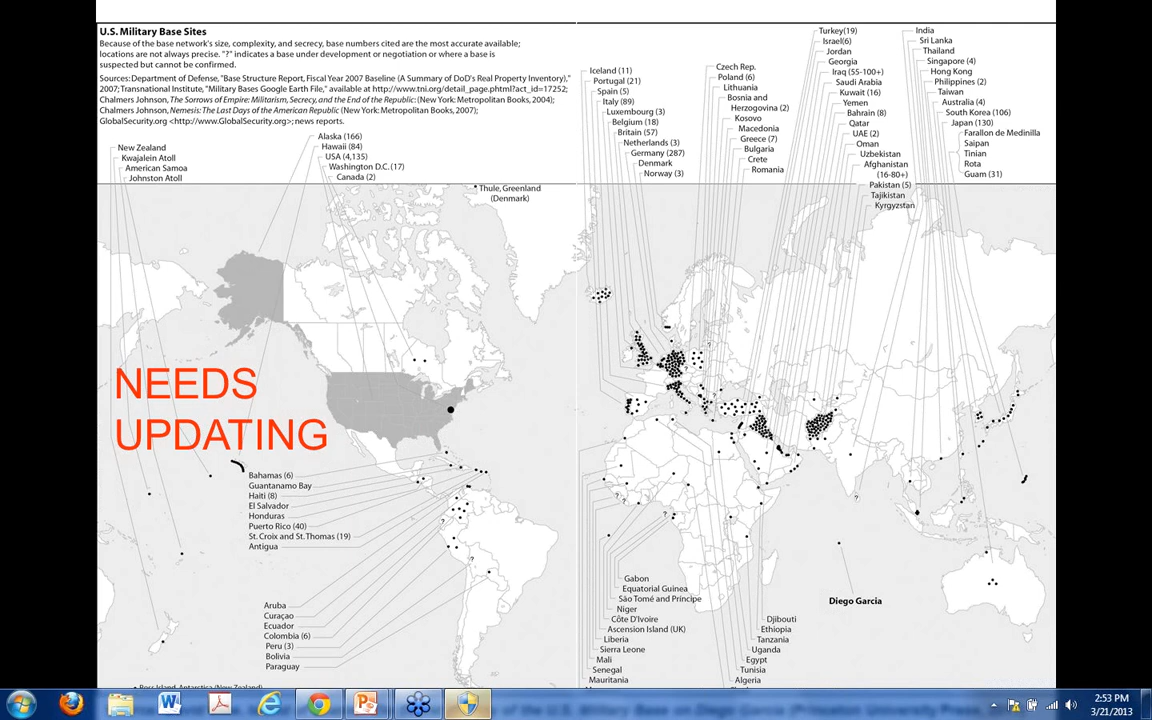 U.S. Military Base Sites
Because of the base network's size, complexity, and secrecy, base numbers cited are the most accurate available;
locations are not always precise. "?" indicates a base under development or negotiation or where a base is
suspected but cannot be confirmed.
Sources: Department of Defense, "Base Structure Report, Fiscal Year 2007 Baseline (A Summary of DoD's Real Property Inventory),"
2007; Transnational Institute, "Military Bases Google Earth File," available at http://www.tni.org/detail_page.phtml?act_id=17252;
Chalmers Johnson, The Sorrows of Empire: Militarism, Secrecy, and the End of the Republic: (New York: Metropolitan Books, 2004);
Chalmers Johnson, Nemesis: The Last Days of the American Republic (New York: Metropolitan Books, 2007);
GlobalSecurity.org <http://www.GlobalSecurity.org>; news reports.
New Zealand
Kwajalein Atoll
American Samoa
Johnston Atoll
Alaska (166)
Hawaii (84)
USA (4,135)
Washington D.C. (17)
Canada (2)
Thule, Greenland
(Denmark)
Iceland (11)
Portugal (21)
Spain (5)
Italy (89)
Luxembourg (3)
Belgium (18)
Britain (57)
Netherlands (3)
Germany (287)
Denmark
Norway (3)
Czech Rep.
Poland (6)
Lithuania
Bosnia and
Herzogovina (2)
Kosovo
Macedonia
Greece (7)
Bulgaria
Crete
Romania
Turkey(19)
Israel(6)
Jordan
Georgia
Iraq (55-100+)
Saudi Arabia
Kuwait (16)
Yemen
Bahrain (8)
Qatar
UAE (2)
Oman
Uzbekistan
Afghanistan
(16-80+)
Pakistan (5)
Tajikistan
Kyrgyzstan
India
Sri Lanka
Thailand
Singapore (4)
Hong Kong
Philippines (2)
Taiwan
Australia (4)
South Korea (106)
Japan (130)
Farallon de Medinilla
Saipan
Tinian
Rota
Guam (31)
NEEDS
UPDATING
Bahamas (6)
Guantanamo Bay
Haiti (8)
El Salvador
Honduras
Puerto Rico (40)
St. Croix and St. Thomas (19)
Antigua
Aruba
Curaçao
Ecuador
Colombia (6)
Peru (3)
Bolivia
Paraguay
Gabon
Equatorial Guinea
São Tomé and Príncipe
Niger
Côte D'Ivoire
Ascension Island (UK)
Liberia
Sierra Leone
Mali
Senegal
Mauritania
Djibouti
Ethiopia
Tanzania
Uganda
Egypt
Tunisia
Algeria
Diego Garcia
Ross Island, Antarctica (New Zealand)
2:53 PM
3/21/2013